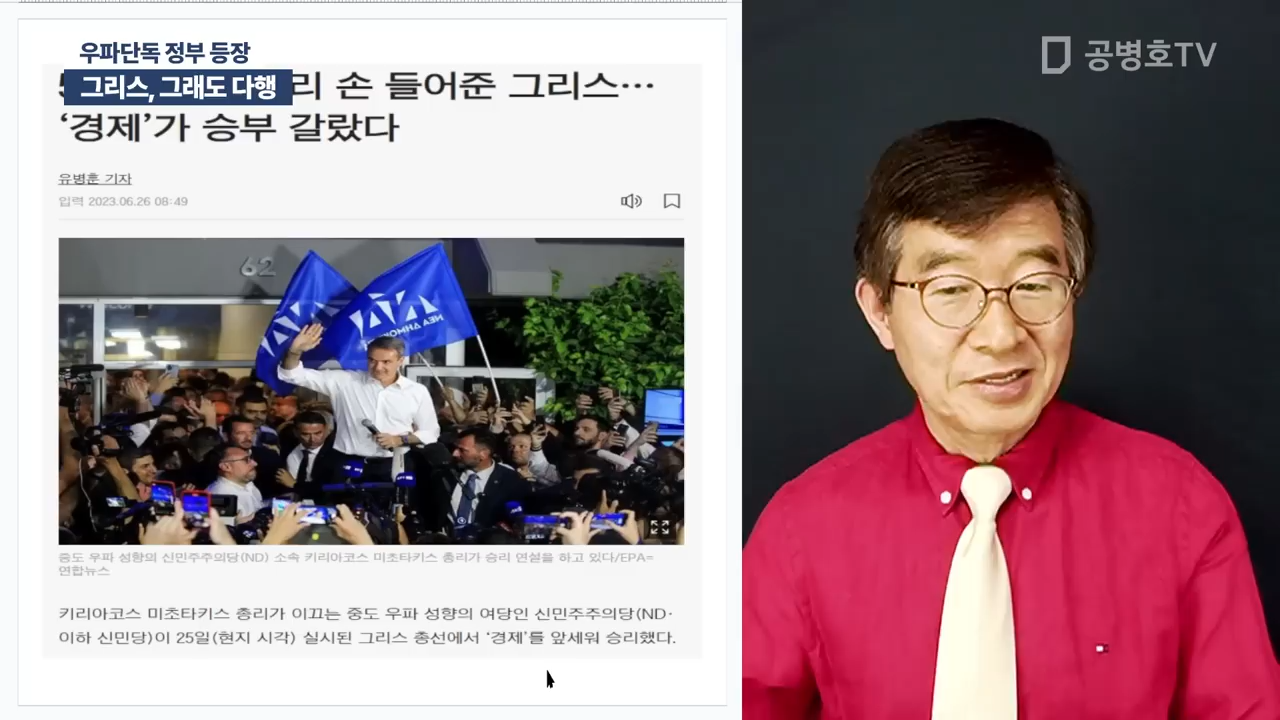 우파단독 정부 등장
그리스, 그래도 다행
공병호TV
리 손 들어준 그리스…
‘경제’가 승부 갈랐다
유병훈 기자
입력 2023.06.26 08:49
62
ΝΕΑ ΔΗΜΟΚ
중도 우파 성향의 신민주주의당(ND) 소속 키리아코스 미초타키스 총리가 승리 연설을 하고 있다/EPA=
연합뉴스
키리아코스 미초타키스 총리가 이끄는 중도 우파 성향의 여당인 신민주주의당(ND·
이하 신민당)이 25일(현지 시각) 실시된 그리스 총선에서 ‘경제’를 앞세워 승리했다.